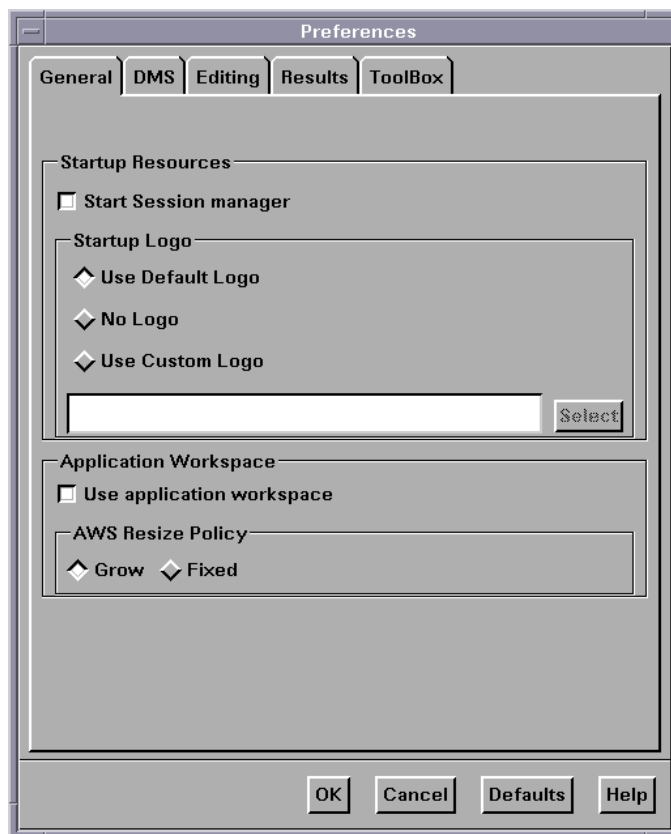 Preferences
General DMS Editing Results ToolBox
Startup Resources
Start Session manager
Startup Logo
Use Default Logo
No Logo
Use Custom Logo
Select
Application Workspace
Use application workspace
AWS Resize Policy
Grow Fixed
OK Cancel Defaults Help